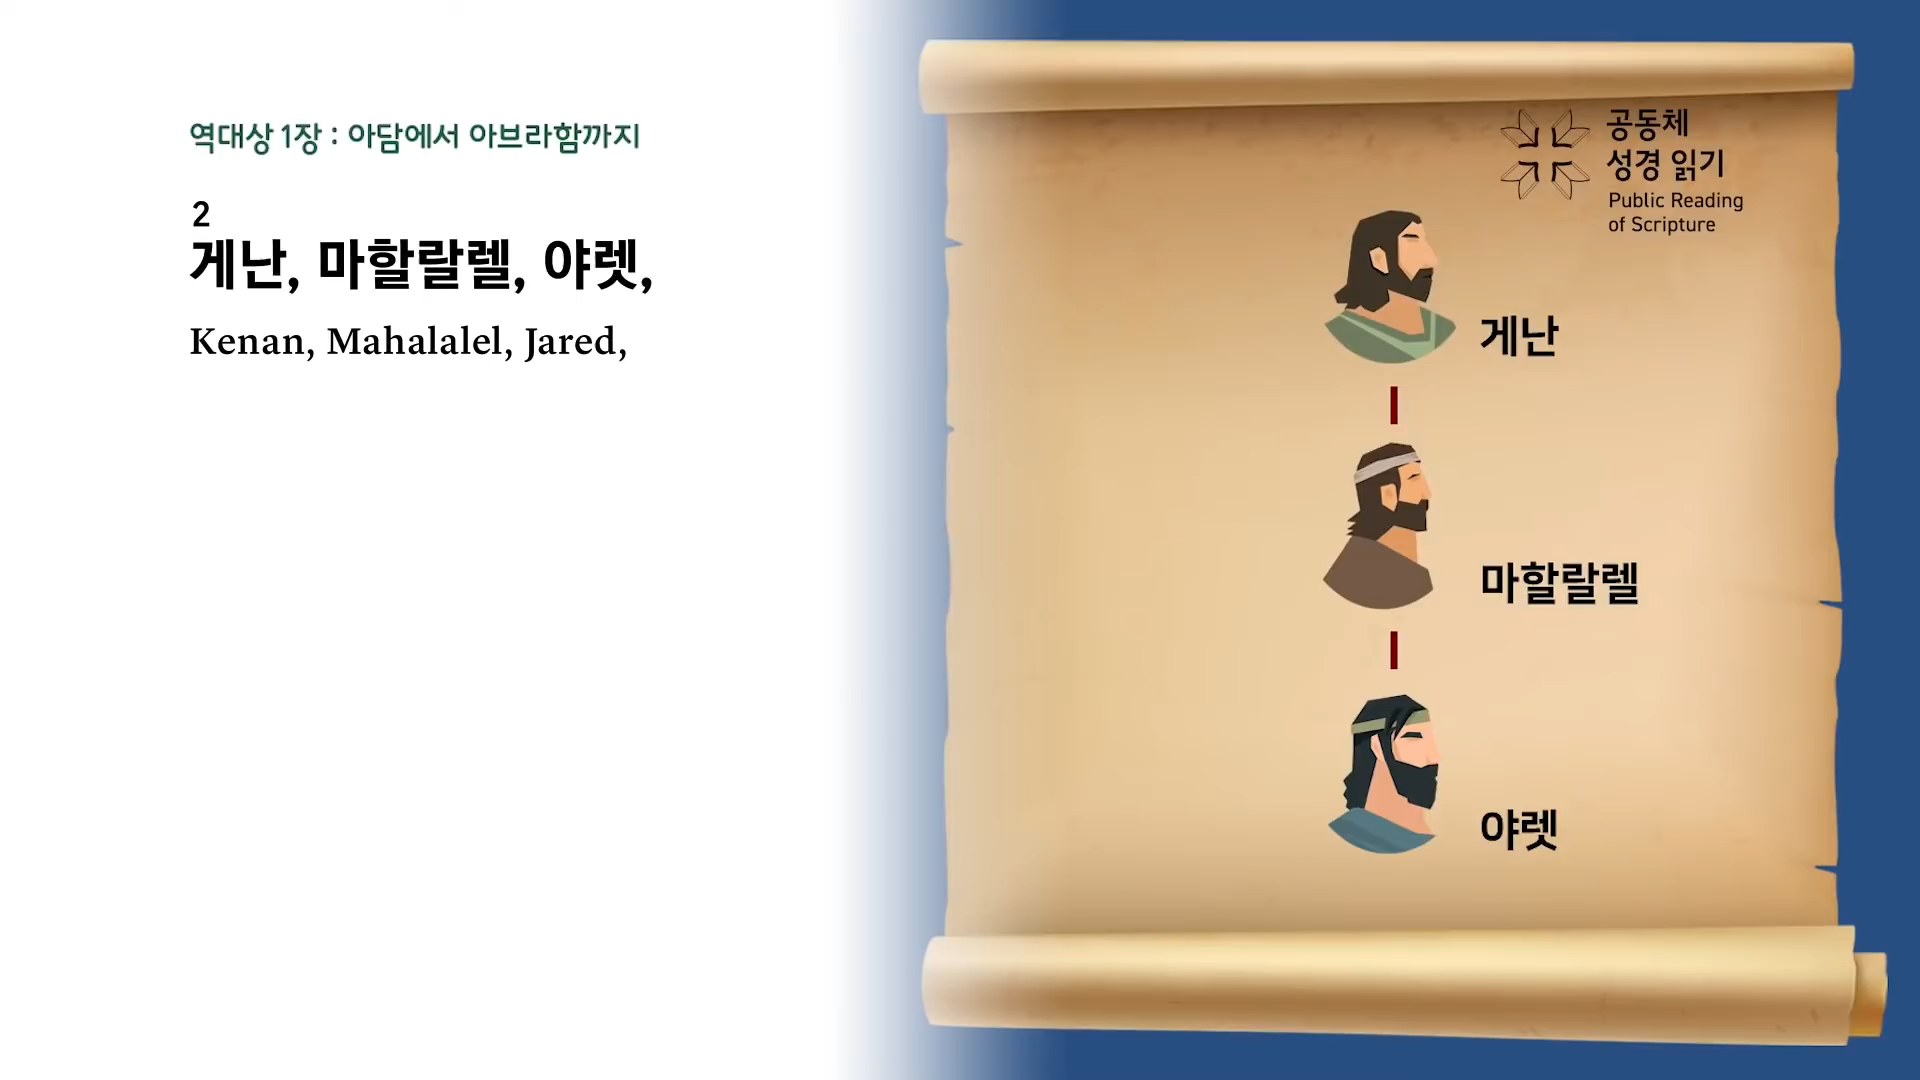 역대상 1장 : 아담에서 아브라함까지
2
게난, 마할랄렐, 야렛,
Kenan, Mahalalel, Jared,
공동체
성경 읽기
Public Reading
of Scripture
게난
마할랄렐
야렛